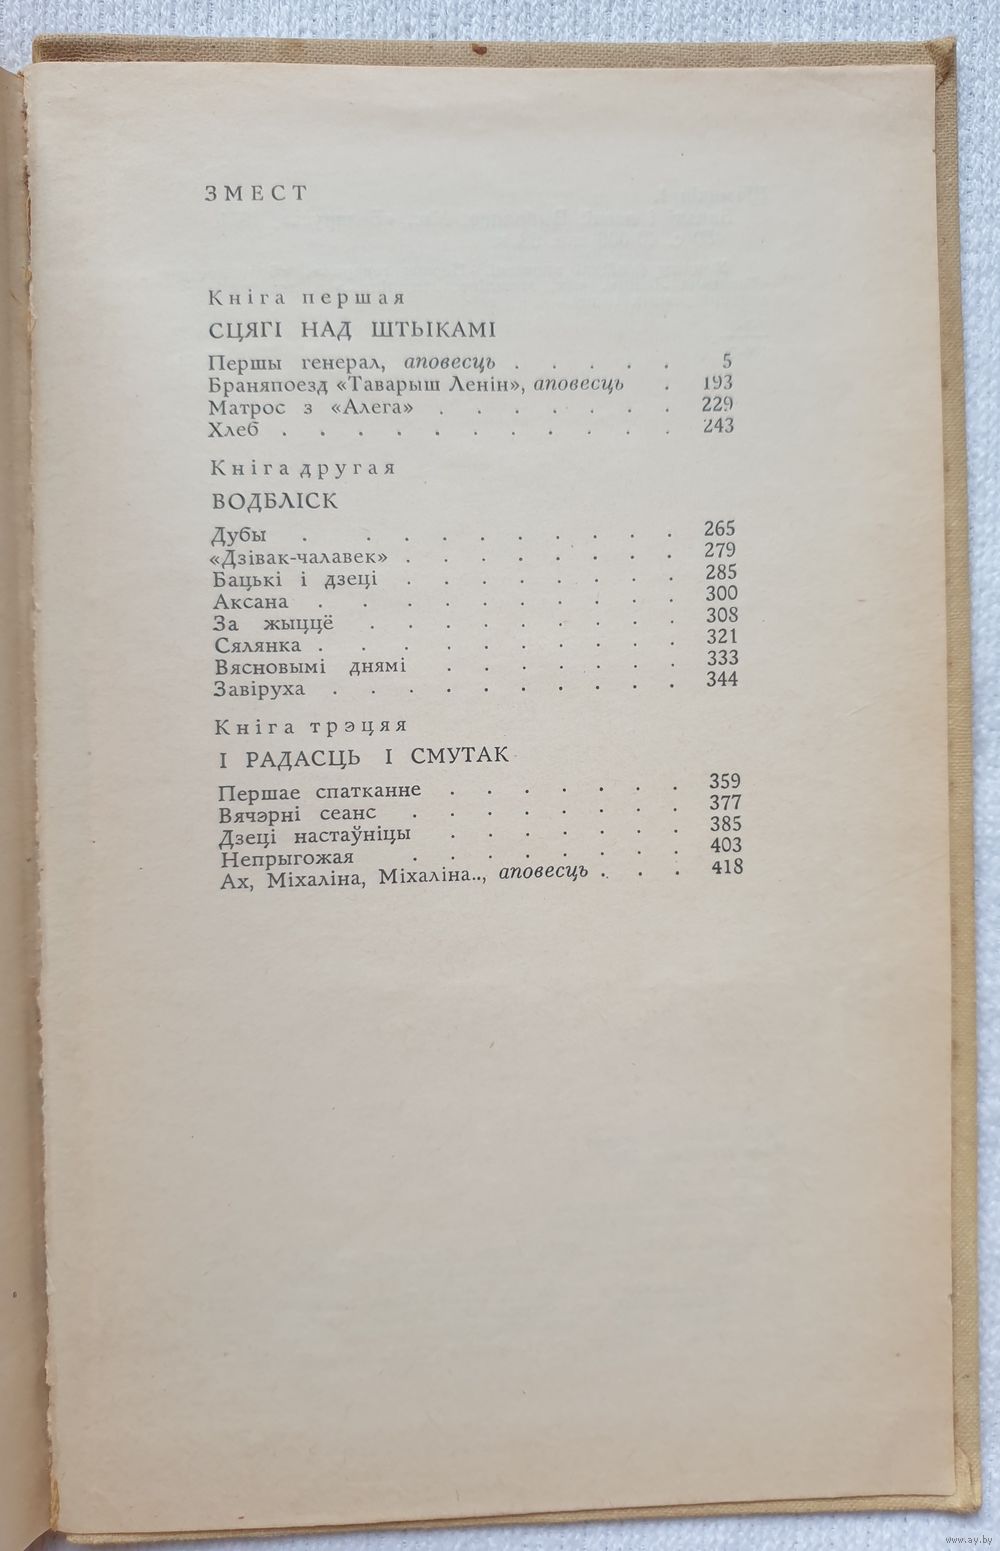 ЗМЕСТ
Кніга першая
СЦЯГІ НАД ШТЫКАМІ
Першы генерал, аповесць . . . . . 5
Браняпоезд «Таварыш Ленін», аповесць . 193
Матрос з «Алега» . . . . . . . 229
Хлеб . . . . . . . . . . . 243
Кніга другая
ВОДБЛІСК
Дубы . . . . . . . . . . 265
«Дзівак-чалавек» . . . . . . . . 279
Бацькі і дзеці . . . . . . . . 285
Аксана . . . . . . . . . . 300
За жыццё . . . . . . . . . 308
Сялянка . . . . . . . . . . 321
Вясновымі днямі . . . . . . . 333
Завіруха . . . . . . . . . . 344
Кніга трэцяя
І РАДАСЦЬ І СМУТАК
Першае спатканне . . . . . . . 359
Вячэрні сеанс . . . . . . . . 377
Дзеці настаўніцы . . . . . . . 385
Непрыгожая . . . . . . . . 403
Ах, Міхаліна, Міхаліна.., аповесць . . . 418
www.ay.by